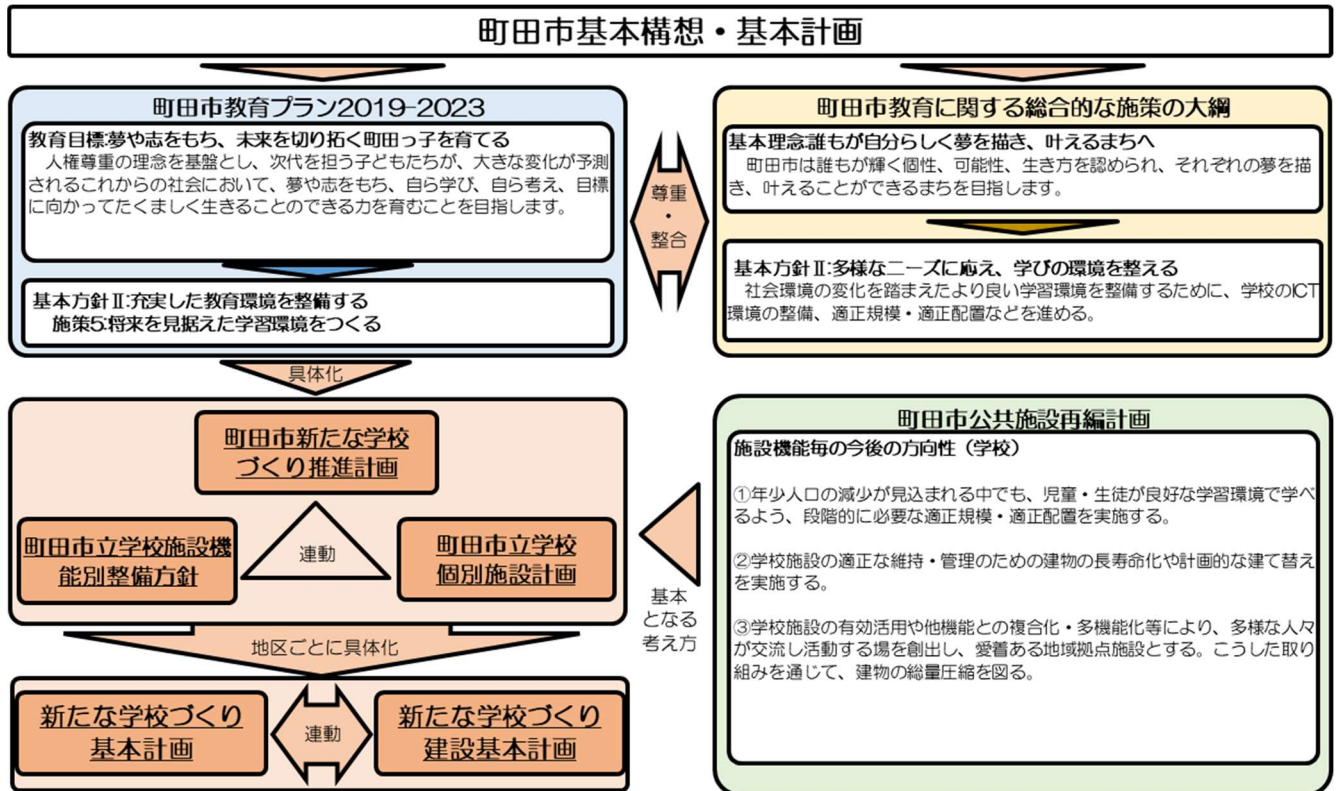 町田市基本構想・基本計画
町田市教育プラン2019-2023
教育目標:夢や志をもち、未来を切り拓く町田っ子を育てる
人権尊重の理念を基盤とし、次代を担う子どもたちが、大きな変化が予測
されるこれからの社会において、夢や志をもち、自ら学び、自ら考え、目標
に向かってたくましく生きることのできる力を育むことを目指します。
基本方針Ⅱ:充実した教育環境を整備する
施策5:将来を見据えた学習環境をつくる
尊重
・
整合
町田市教育に関する総合的な施策の大綱
基本理念:誰もが自分らしく夢を描き、叶えるまちへ
町田市は誰もが輝く個性、可能性、生き方を認められ、それぞれの夢を描
き、叶えることができるまちを目指します。
基本方針Ⅱ:多様なニーズに応え、学びの環境を整える
社会環境の変化を踏まえたより良い学習環境を整備するために、学校のICT
環境の整備、適正規模・適正配置などを進める。
具体化
町田市新たな学校
づくり推進計画
町田市立学校施設機
能別整備方針
連動
町田市立学校
個別施設計画
地区ごとに具体化
新たな学校づくり
基本計画
連動
新たな学校づくり
建設基本計画
基本
となる
考え方
町田市公共施設再編計画
施設機能毎の今後の方向性（学校）
①年少人口の減少が見込まれる中でも、児童・生徒が良好な学習環境で学べ
るよう、段階的に必要な適正規模・適正配置を実施する。
②学校施設の適正な維持・管理のための建物の長寿命化や計画的な建て替え
を実施する。
③学校施設の有効活用や他機能との複合化・多機能化等により、多様な人々
が交流し活動する場を創出し、愛着ある地域拠点施設とする。こうした取り
組みを通じて、建物の総量圧縮を図る。